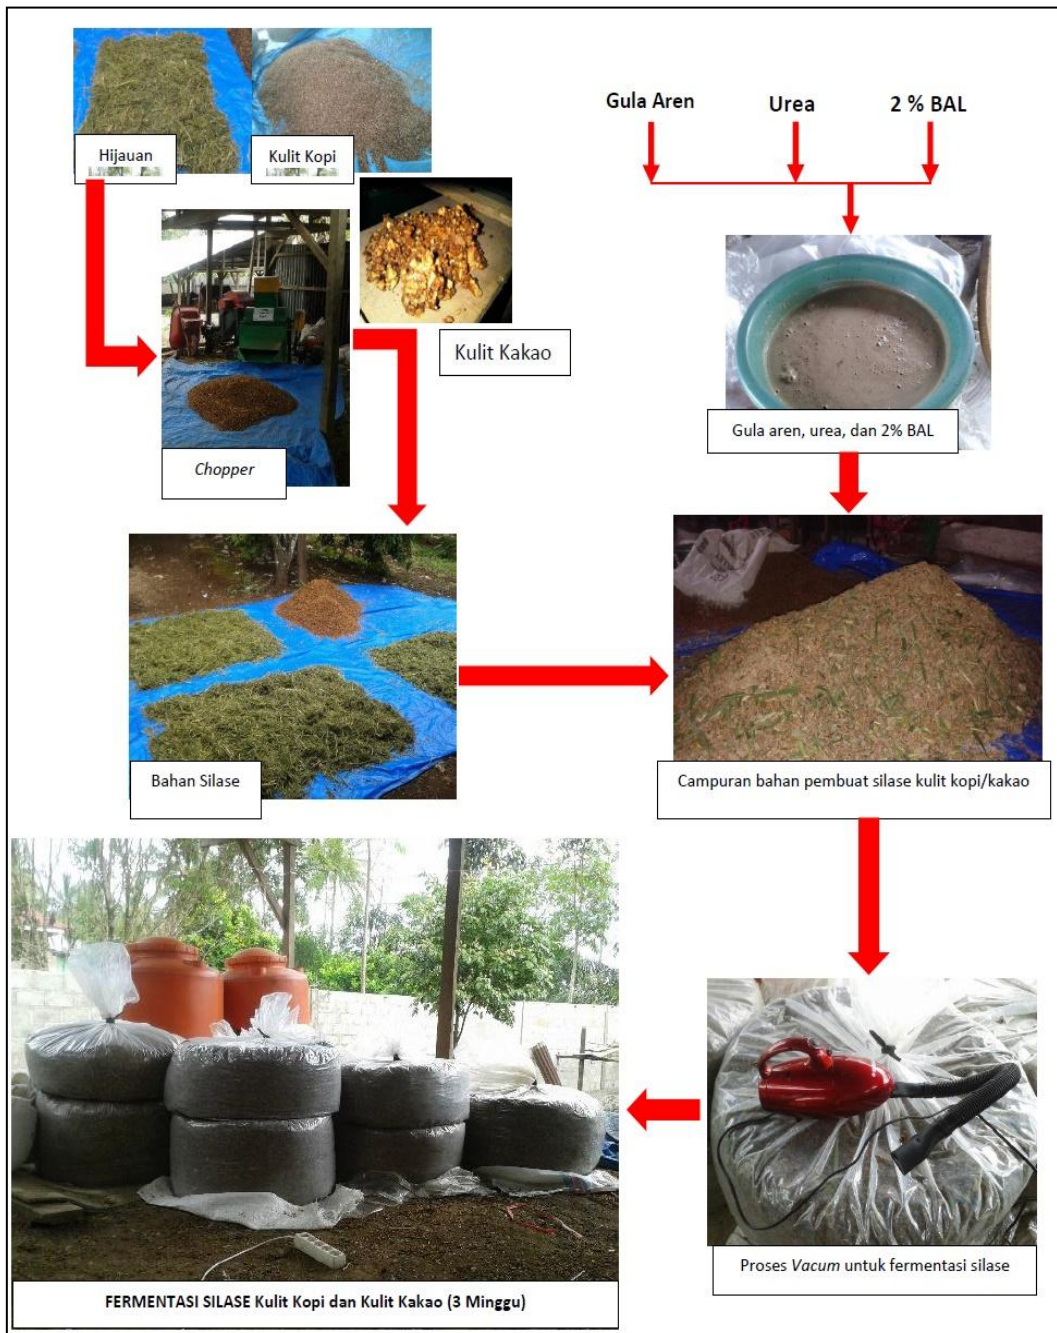 Gula Aren
Urea
2 % BAL
Hijauan
Kulit Kopi
Kulit Kakao
Chopper
Gula aren, urea, dan 2% BAL
Bahan Silase
Campuran bahan pembuat silase kulit kopi/kakao
Proses Vacum untuk fermentasi silase
FERMENTASI SILASE Kulit Kopi dan Kulit Kakao (3 Minggu)